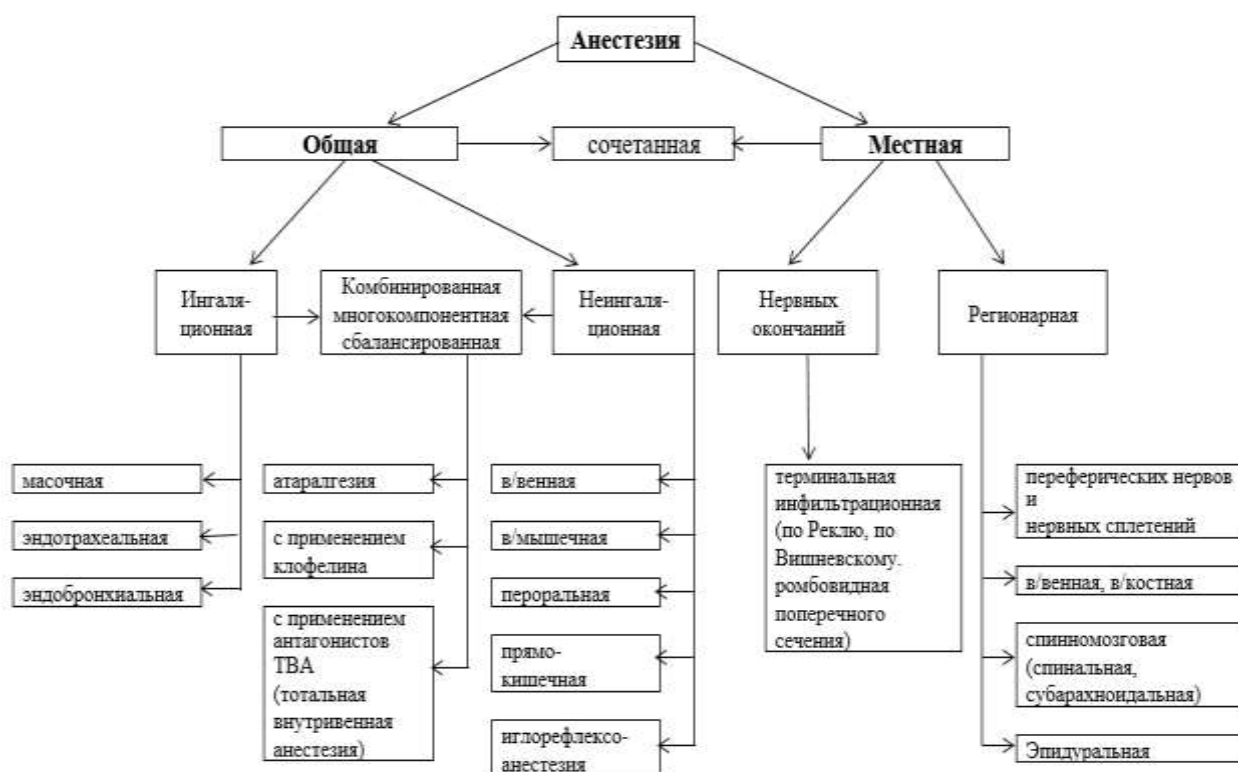 Анестезия
Общая
сочетанная
Местная
Ингаля-
ционная
Комбинированная
многокомпонентная
сбалансированная
Неингаля-
ционная
Нервных
окончаний
Регионарная
масочная
эндотрахеальная
эндобронхиальная
атаралгезия
с применением
клофелина
с применением
антагонистов
ТВА
(тотальная
внутривенная
анестезия)
в/венная
в/мышечная
пероральная
прямо-
кишечная
иглорефлексо-
анестезия
терминальная
инфильтрационная
(по Реклю, по
Вишневскому.
ромбовидная
поперечного
сечения)
переферических нервов
и
нервных сплетений
в/венная, в/костная
спинномозговая
(спинальная,
субарахноидальная)
Эпидуральная